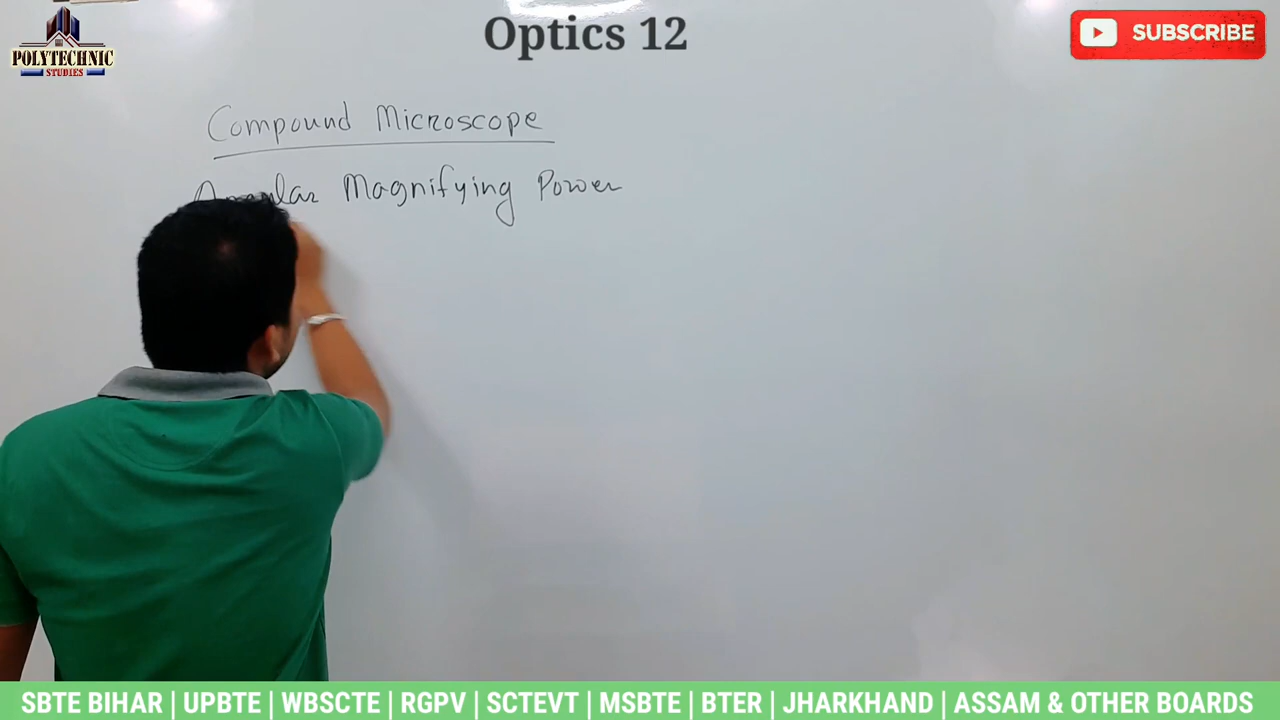 Optics 12
POLYTECHNIC
STUDIES
SUBSCRIBE
Compound Microscope
Angular Magnifying Power
SBTE BIHAR | UPBTE | WBSCTE | RGPV | SCTEVT | MSBTE | BTER | JHARKHAND | ASSAM & OTHER BOARDS